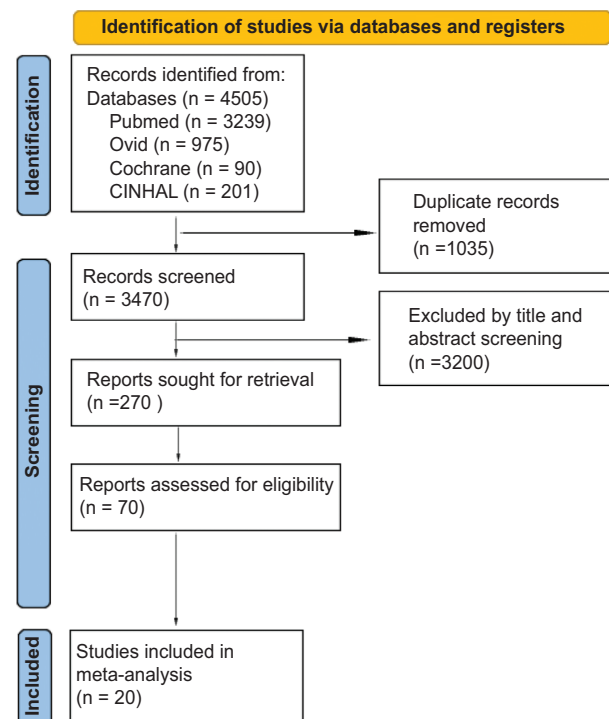 Identification of studies via databases and registers
Identification
Records identified from:
Databases (n = 4505)
Pubmed (n = 3239)
Ovid (n = 975)
Cochrane (n = 90)
CINHAL (n = 201)
Duplicate records
removed
(n =1035)
Screening
Records screened
(n = 3470)
Excluded by title and
abstract screening
(n =3200)
Reports sought for retrieval
(n =270 )
Reports assessed for eligibility
(n = 70)
Included
Studies included in
meta-analysis
(n = 20)